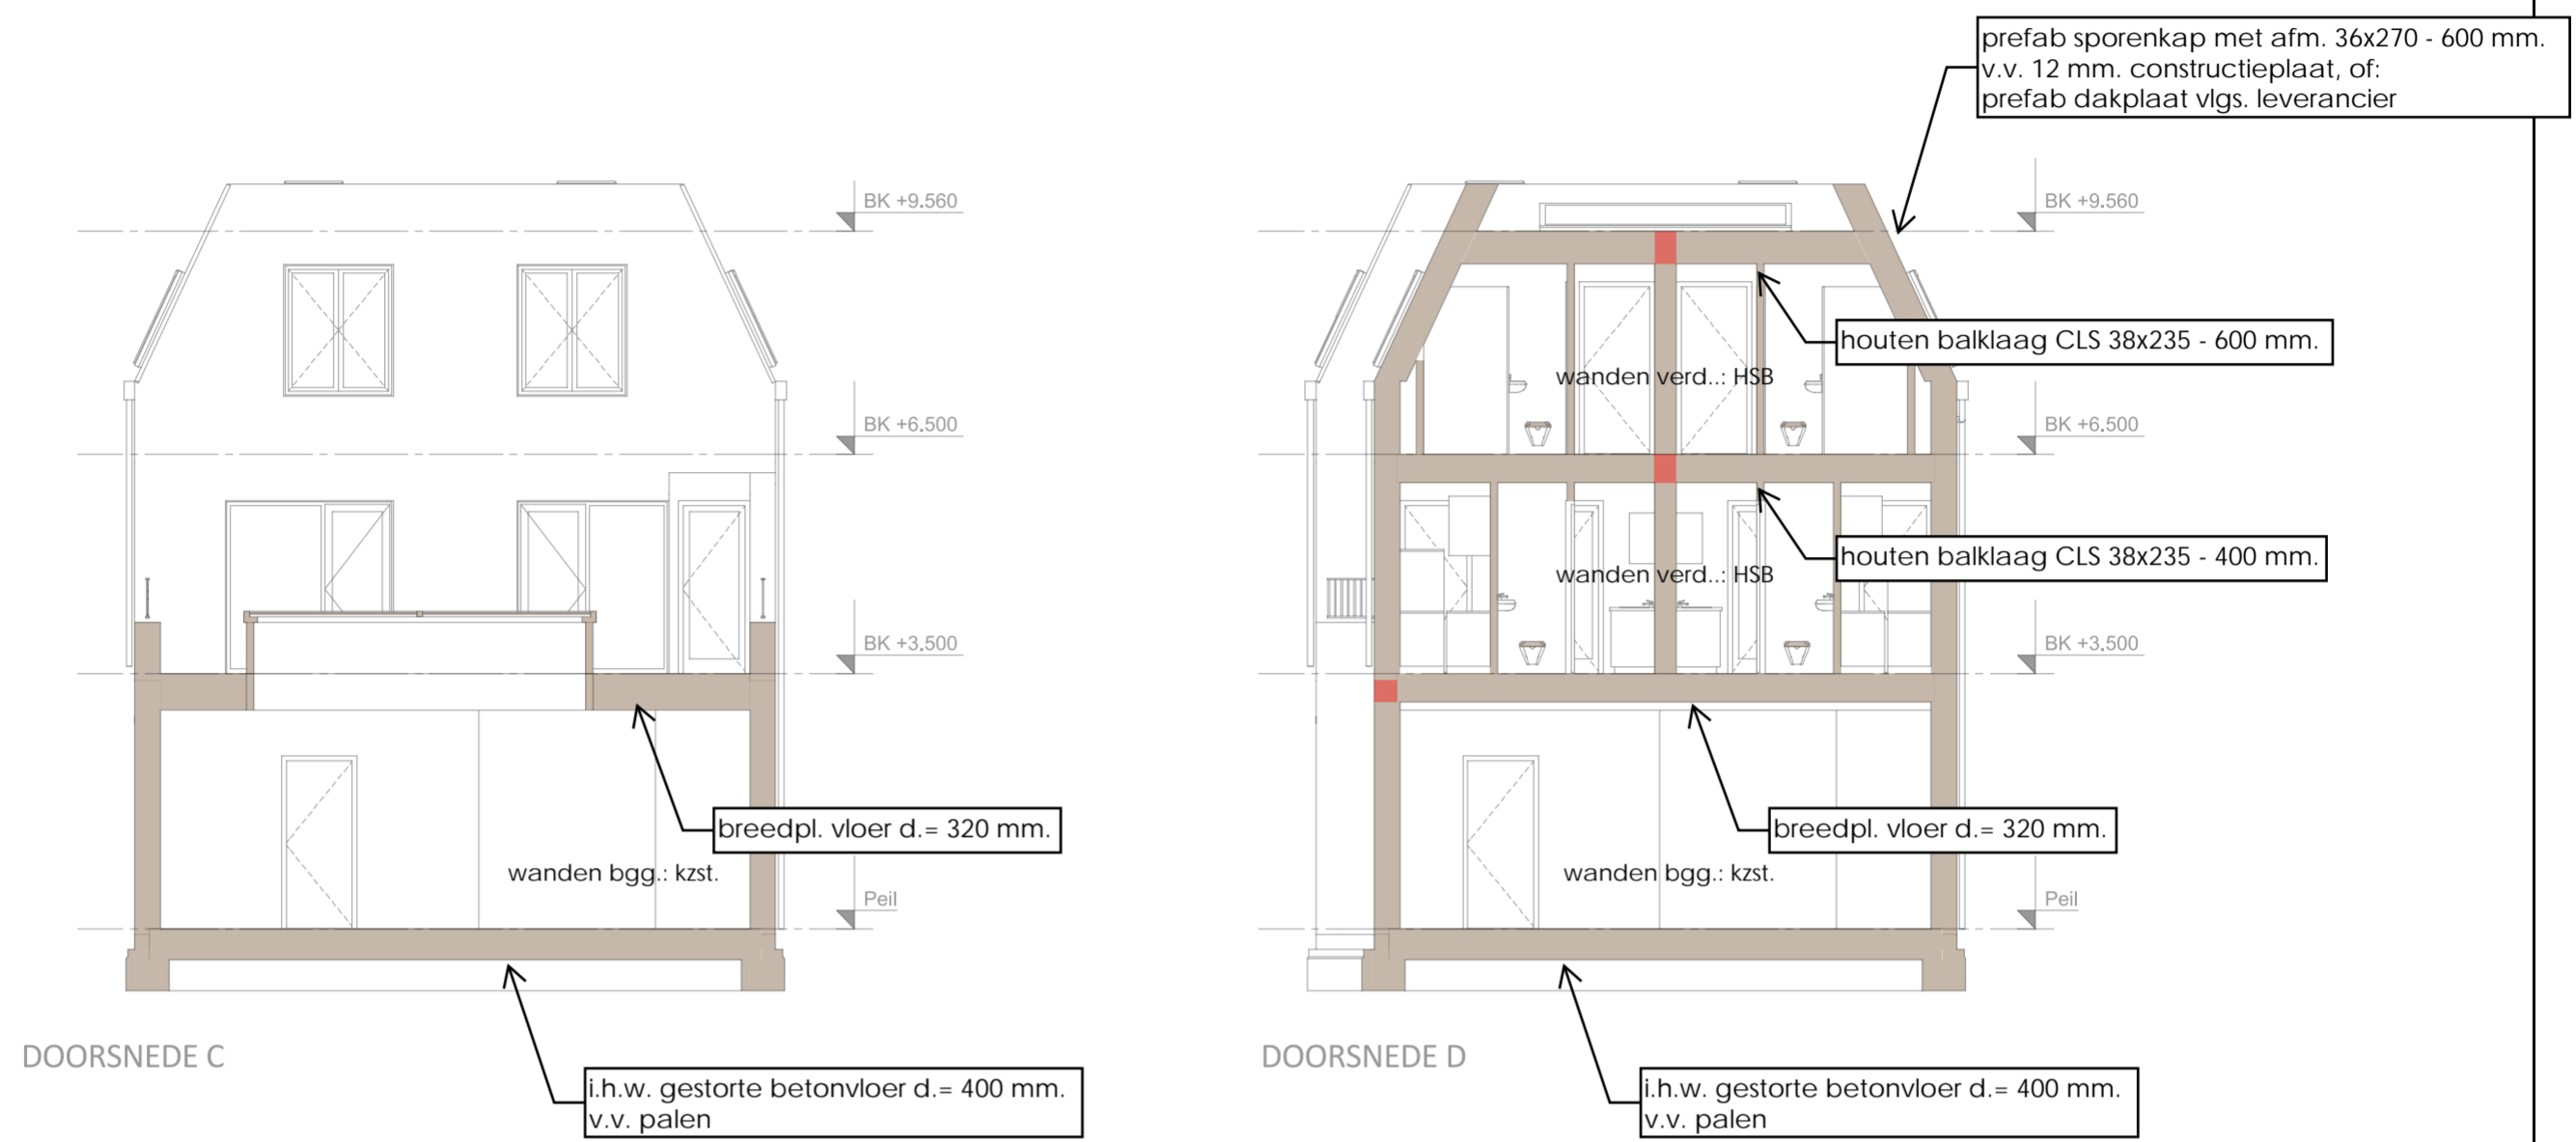 prefab sporenkap met afm. 36x270 - 600 mm.
v.v. 12 mm. constructieplaat, of:
prefab dakplaat vlgs. leverancier
BK +9.560
BK +9.560
houten balklaag CLS 38x235 - 600 mm.
wanden verd..: HSB
BK +6.500
BK +6.500
houten balklaag CLS 38x235 - 400 mm.
wanden verd..: HSB
BK +3.500
BK +3.500
breedpl. vloer d.= 320 mm.
breedpl. vloer d.= 320 mm.
wanden bgg.: kzst.
wanden bgg.: kzst.
Peil
Peil
DOORSNEDE C
DOORSNEDE D
i.h.w. gestorte betonvloer d.= 400 mm.
v.v. palen
i.h.w. gestorte betonvloer d.= 400 mm.
v.v. palen